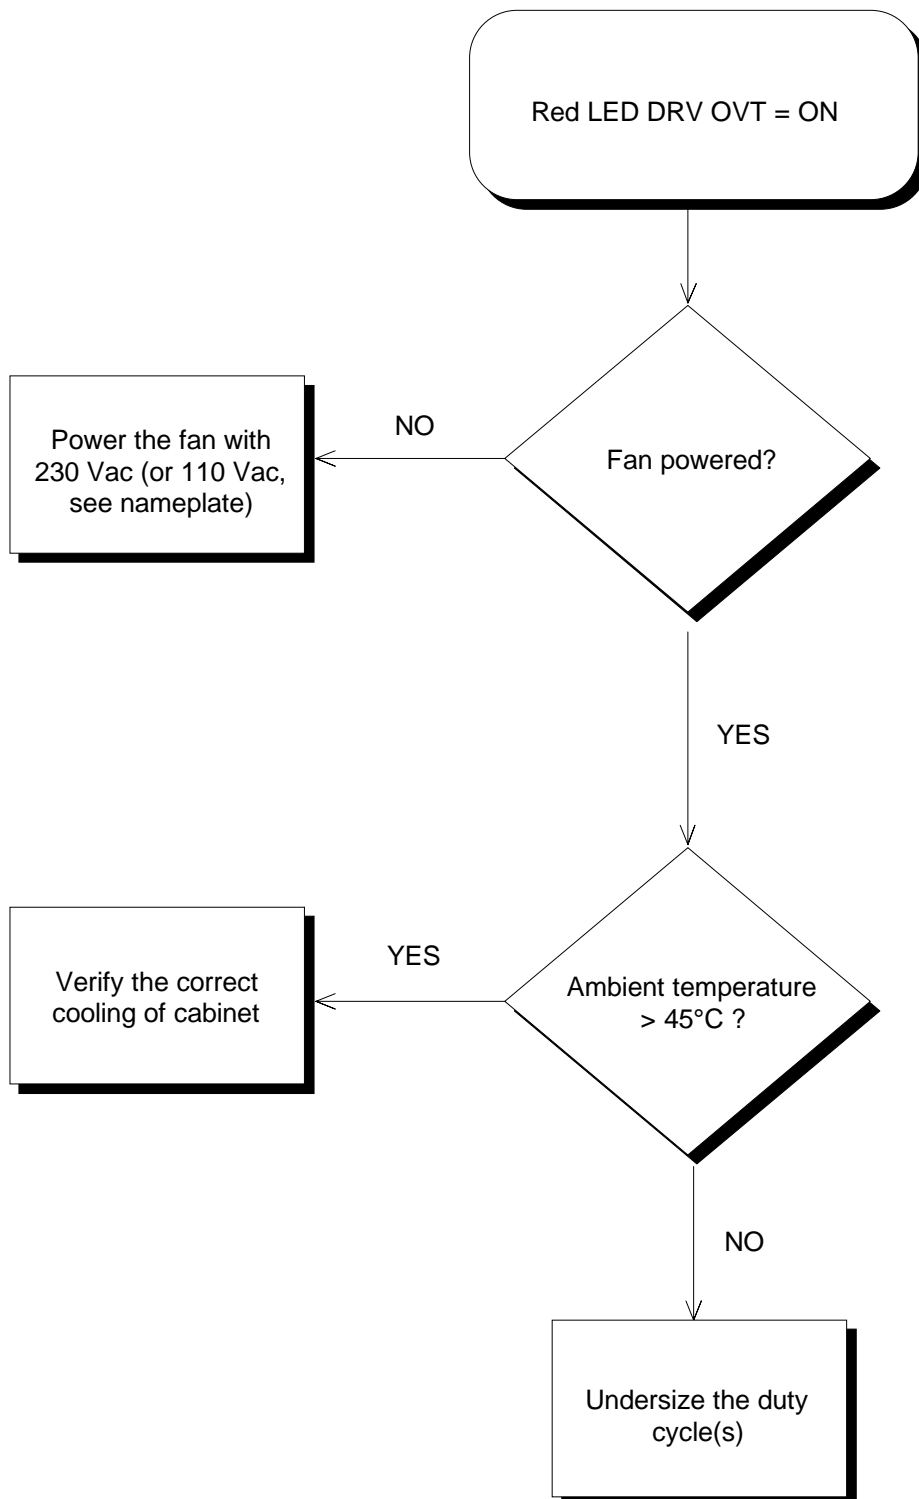 Red LED DRV OVT = ON
NO
Power the fan with
230 Vac (or 110 Vac,
see nameplate)
Fan powered?
YES
YES
Verify the correct
cooling of cabinet
Ambient temperature
> 45°C ?
NO
Undersize the duty
cycle(s)